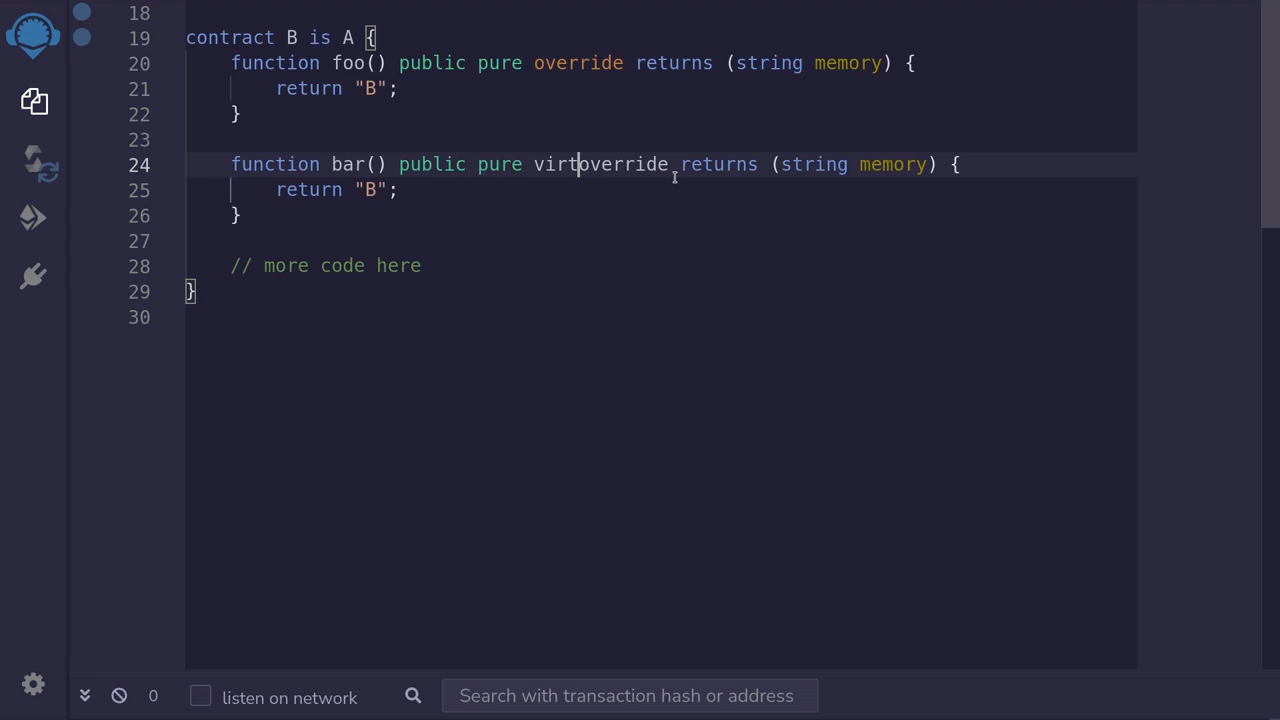 18
19 contract B is A {
20 function foo() public pure override returns (string memory) {
21 return "B";
22 }
23
24 function bar() public pure virtoverride returns (string memory) {
25 return "B";
26 }
27
28 // more code here
29 }
30
0 listen on network Search with transaction hash or address